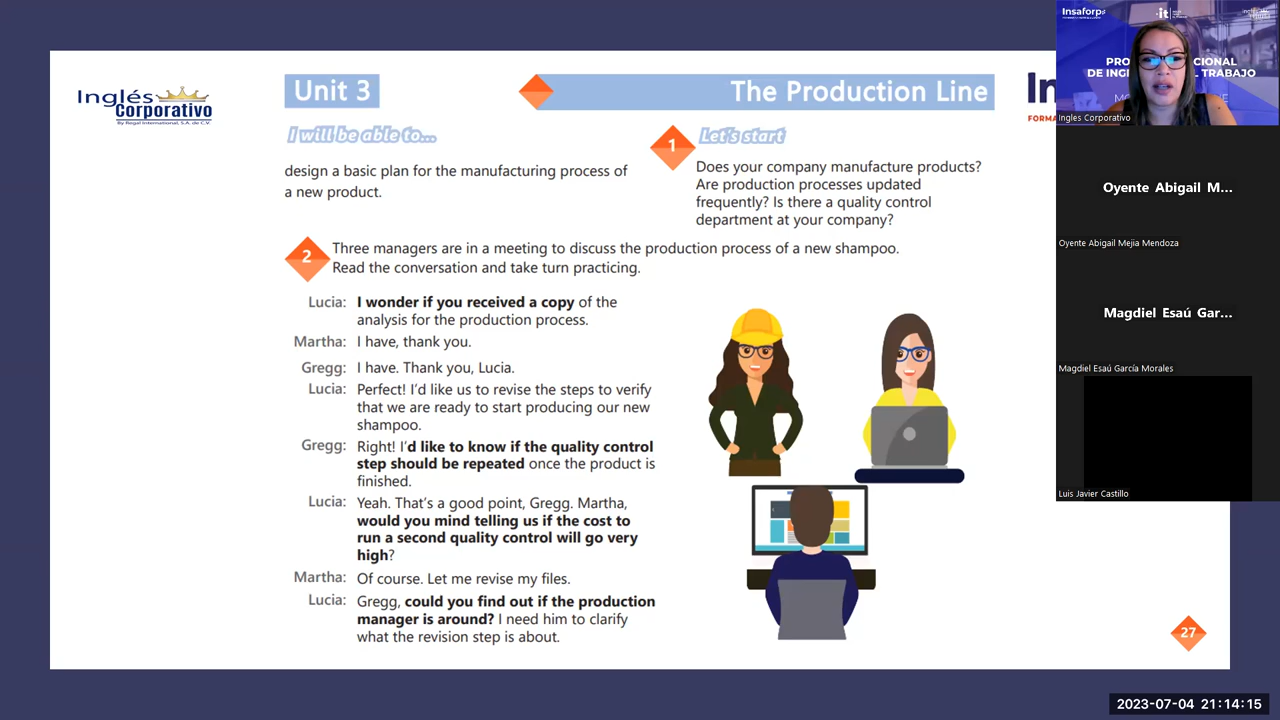 Inglés
Corporativo
By Regal International, S.A. de C.V.
Unit 3
The Production Line
I will be able to...
design a basic plan for the manufacturing process of
a new product.
1
Let's start
Does your company manufacture products?
Are production processes updated
frequently? Is there a quality control
department at your company?
2
Three managers are in a meeting to discuss the production process of a new shampoo.
Read the conversation and take turn practicing.
Lucia: I wonder if you received a copy of the
analysis for the production process.
Martha: I have, thank you.
Gregg: I have. Thank you, Lucia.
Lucia: Perfect! I'd like us to revise the steps to verify
that we are ready to start producing our new
shampoo.
Gregg: Right! I'd like to know if the quality control
step should be repeated once the product is
finished.
Lucia: Yeah. That's a good point, Gregg. Martha,
would you mind telling us if the cost to
run a second quality control will go very
high?
Martha: Of course. Let me revise my files.
Lucia: Gregg, could you find out if the production
manager is around? I need him to clarify
what the revision step is about.
27
Insaforp
Ingles Corporativo
Oyente Abigail M...
Oyente Abigail Mejia Mendoza
Magdiel Esaú Gar...
Magdiel Esaú García Morales
Luis Javier Castillo
2023-07-04 21:14:15